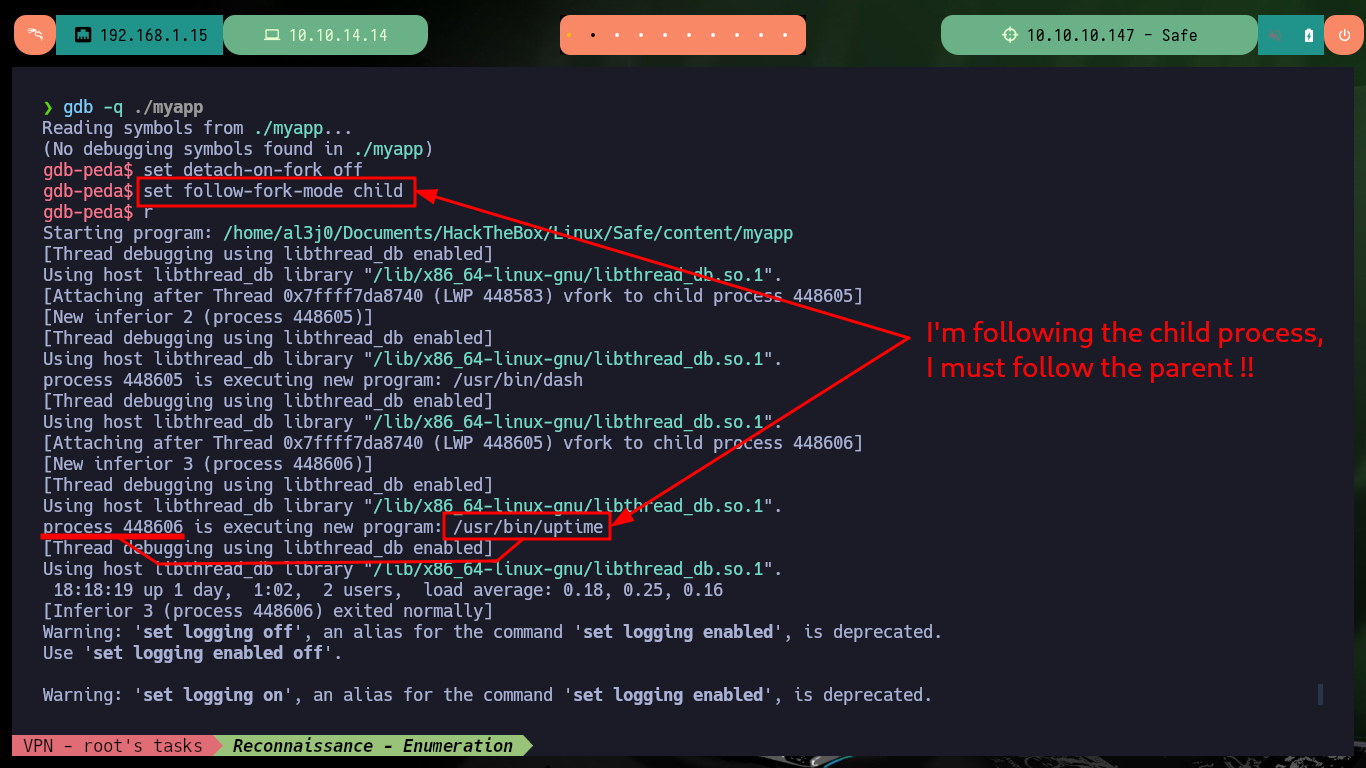 192.168.1.15
10.10.14.14
10.10.10.147 - Safe
❯ gdb -q ./myapp
Reading symbols from ./myapp...
(No debugging symbols found in ./myapp)
gdb-peda$ set detach-on-fork off
gdb-peda$ set follow-fork-mode child
gdb-peda$ r
Starting program: /home/al3j0/Documents/HackTheBox/Linux/Safe/content/myapp
[Thread debugging using libthread_db enabled]
Using host libthread_db library "/lib/x86_64-linux-gnu/libthread_db.so.1".
[Attaching after Thread 0x7ffff7da8740 (LWP 448583) vfork to child process 448605]
[New inferior 2 (process 448605)]
[Thread debugging using libthread_db enabled]
Using host libthread_db library "/lib/x86_64-linux-gnu/libthread_db.so.1".
process 448605 is executing new program: /usr/bin/dash
[Thread debugging using libthread_db enabled]
Using host libthread_db library "/lib/x86_64-linux-gnu/libthread_db.so.1".
[Attaching after Thread 0x7ffff7da8740 (LWP 448605) vfork to child process 448606]
[New inferior 3 (process 448606)]
[Thread debugging using libthread_db enabled]
Using host libthread_db library "/lib/x86_64-linux-gnu/libthread_db.so.1".
process 448606 is executing new program: /usr/bin/uptime
[Thread debugging using libthread_db enabled]
Using host libthread_db library "/lib/x86_64-linux-gnu/libthread_db.so.1".
18:18:19 up 1 day,  1:02,  2 users,  load average: 0.18, 0.25, 0.16
[Inferior 3 (process 448606) exited normally]
Warning: 'set logging off', an alias for the command 'set logging enabled', is deprecated.
Use 'set logging enabled off'.
Warning: 'set logging on', an alias for the command 'set logging enabled', is deprecated.
I'm following the child process,
I must follow the parent !!
VPN - root's tasks
Reconnaissance - Enumeration